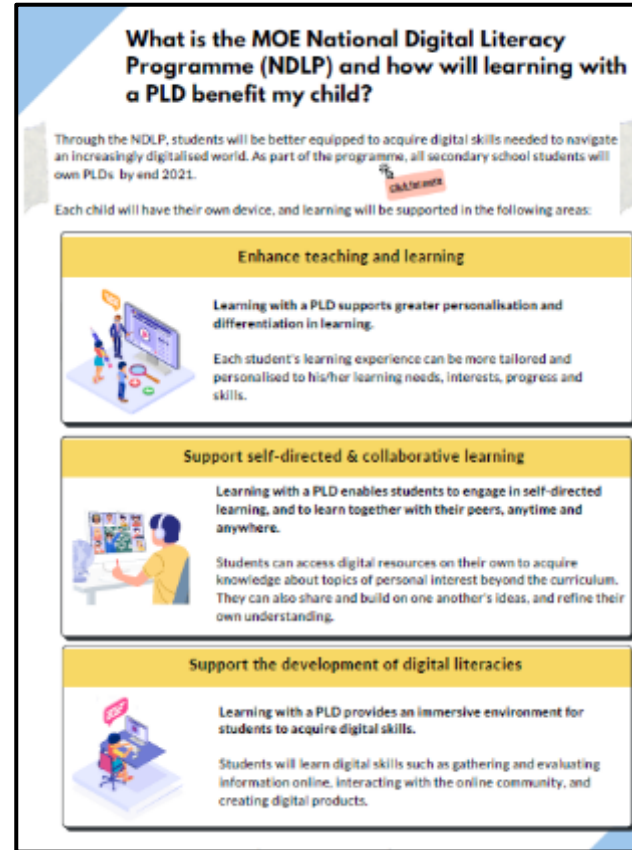 What is the MOE National Digital Literacy
Programme (NDLP) and how will learning with
a PLD benefit my child?
Through the NDLP, students will be better equipped to acquire digital skills needed to navigate
an increasingly digitalised world. As part of the programme, all secondary school students will
own PLDs by end 2021.
Click for more
Each child will have their own device, and learning will be supported in the following areas:
Enhance teaching and learning
Learning with a PLD supports greater personalisation and
differentiation in learning.
Each student's learning experience can be more tailored and
personalised to his/her learning needs, interests, progress and
skills.
Support self-directed & collaborative learning
Learning with a PLD enables students to engage in self-directed
learning, and to learn together with their peers, anytime and
anywhere.
Students can access digital resources on their own to acquire
knowledge about topics of personal interest beyond the curriculum.
They can also share and build on one another's ideas, and refine their
own understanding.
Support the development of digital literacies
Learning with a PLD provides an immersive environment for
students to acquire digital skills.
Students will learn digital skills such as gathering and evaluating
information online, interacting with the online community, and
creating digital products.